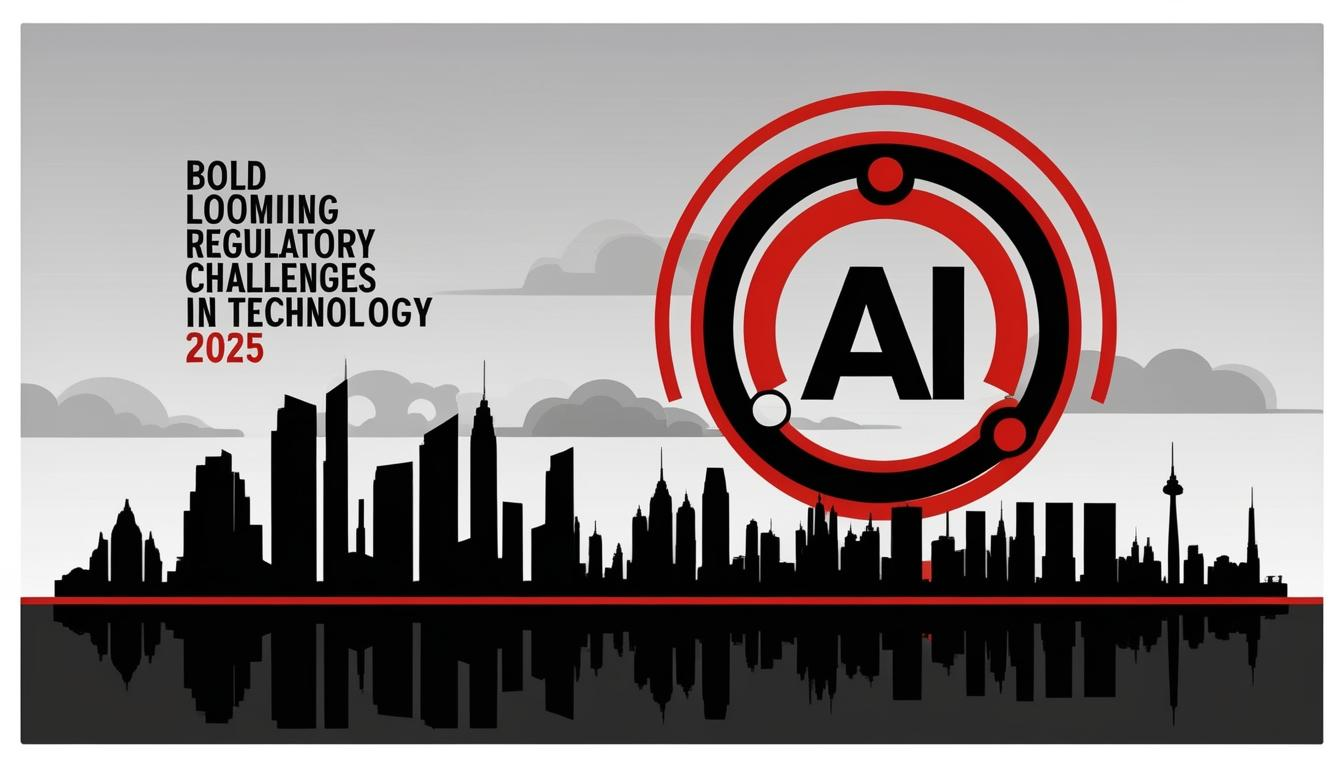 BOLD
LOOMIING
REGULATORY
CHALLENGES
IN TECHNOLOGY
2025
AI